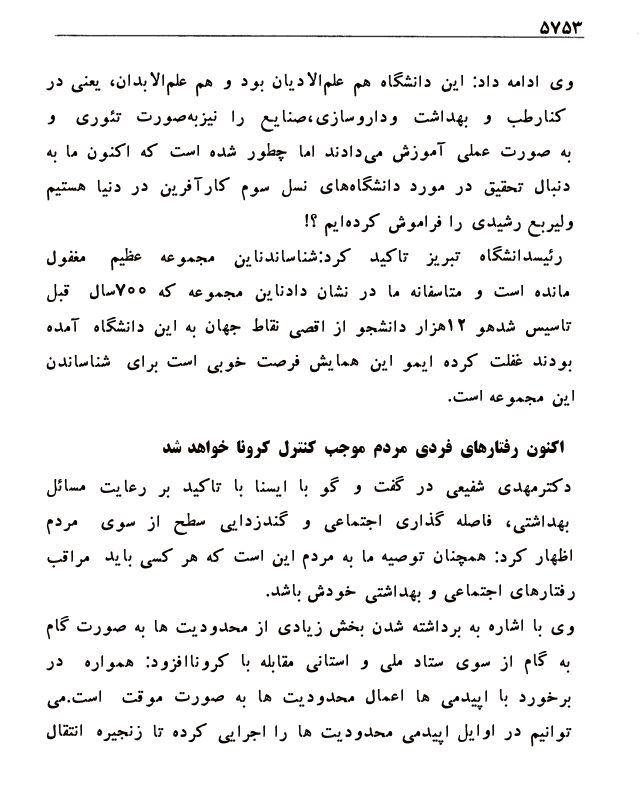 ۵۷۵۳
وی ادامه داد: این دانشگاه هم علم‌الادیان بود و هم علم‌الابدان، یعنی در
کنارطب و بهداشت وداروسازی،صنایع را نیزبه‌صورت تئوری و
به صورت عملی آموزش می‌دادند اما چطور شده است که اکنون ما به
دنبال تحقیق در مورد دانشگاه‌های نسل سوم کارآفرین در دنیا هستیم
ولیربع رشیدی را فراموش کرده‌ایم ؟!
رئیسدانشگاه تبریز تاکید کرد:شناساندناین مجموعه عظیم مغفول
مانده است و متاسفانه ما در نشان دادناین مجموعه که ۷۰۰سال قبل
تاسیس شدهو ۱۲هزار دانشجو از اقصی نقاط جهان به این دانشگاه آمده
بودند غفلت کرده ایمو این همایش فرصت خوبی است برای شناساندن
این مجموعه است.
اکنون رفتارهای فردی مردم موجب کنترل کرونا خواهد شد
دکترمهدی شفیعی در گفت و گو با ایسنا با تاکید بر رعایت مسائل
بهداشتی، فاصله گذاری اجتماعی و گندزدایی سطح از سوی مردم
اظهار کرد: همچنان توصیه ما به مردم این است که هر کسی باید مراقب
رفتارهای اجتماعی و بهداشتی خودش باشد.
وی با اشاره به برداشته شدن بخش زیادی از محدودیت ها به صورت گام
به گام از سوی ستاد ملی و استانی مقابله با کروناافزود: همواره در
برخورد با اپیدمی ها اعمال محدودیت ها به صورت موقت است.می
توانیم در اوایل اپیدمی محدودیت ها را اجرایی کرده تا زنجیره انتقال